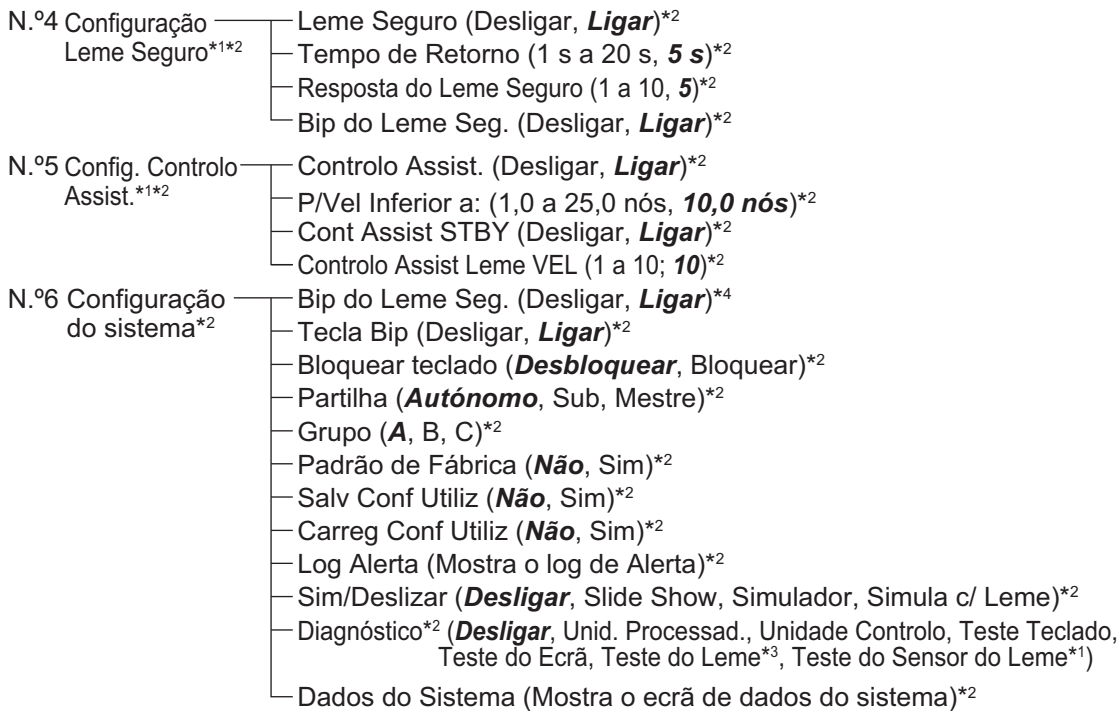 N.º4 Configuração Leme Seguro (Desligar, Ligar)*2
Leme Seguro*1*2 Tempo de Retorno (1 s a 20 s, 5 s)*2
Resposta do Leme Seguro (1 a 10, 5)*2
Bip do Leme Seg. (Desligar, Ligar)*2
N.º5 Config. Controlo Controlo Assist. (Desligar, Ligar)*2
Assist.*1*2 P/Vel Inferior a: (1,0 a 25,0 nós, 10,0 nós)*2
Cont Assist STBY (Desligar, Ligar)*2
Controlo Assist Leme VEL (1 a 10; 10)*2
N.º6 Configuração Bip do Leme Seg. (Desligar, Ligar)*4
do sistema*2 Tecla Bip (Desligar, Ligar)*2
Bloquear teclado (Desbloquear, Bloquear)*2
Partilha (Autónomo, Sub, Mestre)*2
Grupo (A, B, C)*2
Padrão de Fábrica (Não, Sim)*2
Salv Conf Utiliz (Não, Sim)*2
Carreg Conf Utiliz (Não, Sim)*2
Log Alerta (Mostra o log de Alerta)*2
Sim/Deslizar (Desligar, Slide Show, Simulador, Simula c/ Leme)*2
Diagnóstico*2 (Desligar, Unid. Processad., Unidade Controlo, Teste Teclado,
Teste do Ecrã, Teste do Leme*3, Teste do Sensor do Leme*1)
Dados do Sistema (Mostra o ecrã de dados do sistema)*2